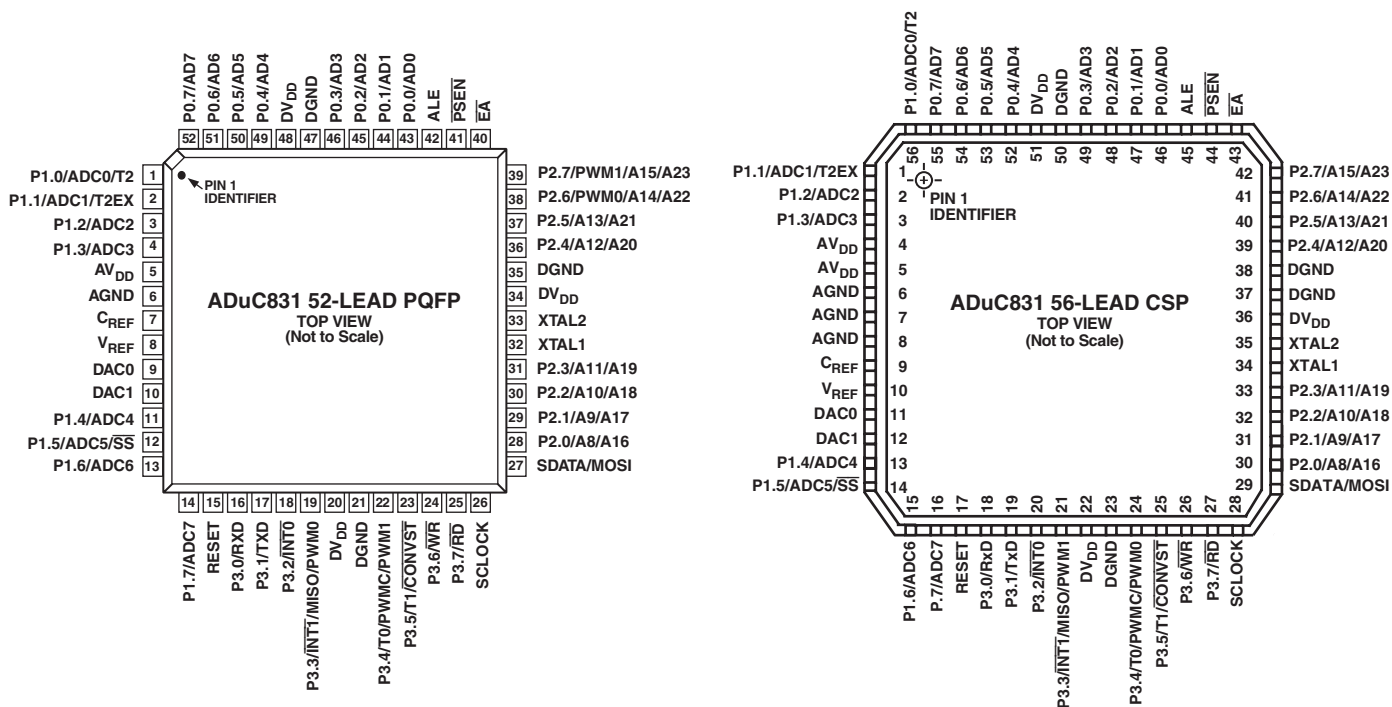 P0.7/AD7
P0.6/AD6
P0.5/AD5
P0.4/AD4
DVDD
DGND
P0.3/AD3
P0.2/AD2
P0.1/AD1
P0.0/AD0
ALE
PSEN
EA
52 51 50 49 48 47 46 45 44 43 42 41 40
P1.0/ADC0/T2 1
P1.1/ADC1/T2EX 2
P1.2/ADC2 3
P1.3/ADC3 4
AVDD 5
AGND 6
CREF 7
VREF 8
DAC0 9
DAC1 10
P1.4/ADC4 11
P1.5/ADC5/SS 12
P1.6/ADC6 13
PIN 1
IDENTIFIER
ADuC831 52-LEAD PQFP
TOP VIEW
(Not to Scale)
39 P2.7/PWM1/A15/A23
38 P2.6/PWM0/A14/A22
37 P2.5/A13/A21
36 P2.4/A12/A20
35 DGND
34 DVDD
33 XTAL2
32 XTAL1
31 P2.3/A11/A19
30 P2.2/A10/A18
29 P2.1/A9/A17
28 P2.0/A8/A16
27 SDATA/MOSI
14 15 16 17 18 19 20 21 22 23 24 25 26
P1.7/ADC7
RESET
P3.0/RXD
P3.1/TXD
P3.2/INT0
P3.3/INT1/MISO/PWM0
DVDD
DGND
P3.4/T0/PWMC/PWM1
P3.5/T1/CONVST
P3.6/WR
P3.7/RD
SCLOCK
P1.0/ADC0/T2
P0.7/AD7
P0.6/AD6
P0.5/AD5
P0.4/AD4
DVDD
DGND
P0.3/AD3
P0.2/AD2
P0.1/AD1
P0.0/AD0
ALE
PSEN
EA
56 55 54 53 52 51 50 49 48 47 46 45 44 43
P1.1/ADC1/T2EX 1
P1.2/ADC2 2
P1.3/ADC3 3
AVDD 4
AVDD 5
AGND 6
AGND 7
AGND 8
CREF 9
VREF 10
DAC0 11
DAC1 12
P1.4/ADC4 13
P1.5/ADC5/SS 14
PIN 1
IDENTIFIER
ADuC831 56-LEAD CSP
TOP VIEW
(Not to Scale)
42 P2.7/A15/A23
41 P2.6/A14/A22
40 P2.5/A13/A21
39 P2.4/A12/A20
38 DGND
37 DGND
36 DVDD
35 XTAL2
34 XTAL1
33 P2.3/A11/A19
32 P2.2/A10/A18
31 P2.1/A9/A17
30 P2.0/A8/A16
29 SDATA/MOSI
15 16 17 18 19 20 21 22 23 24 25 26 27 28
P1.6/ADC6
P.7/ADC7
RESET
P3.0/RxD
P3.1/TxD
P3.2/INT0
P3.3/INT1/MISO/PWM1
DVDD
DGND
P3.4/T0/PWMC/PWM0
P3.5/T1/CONVST
P3.6/WR
P3.7/RD
SCLOCK